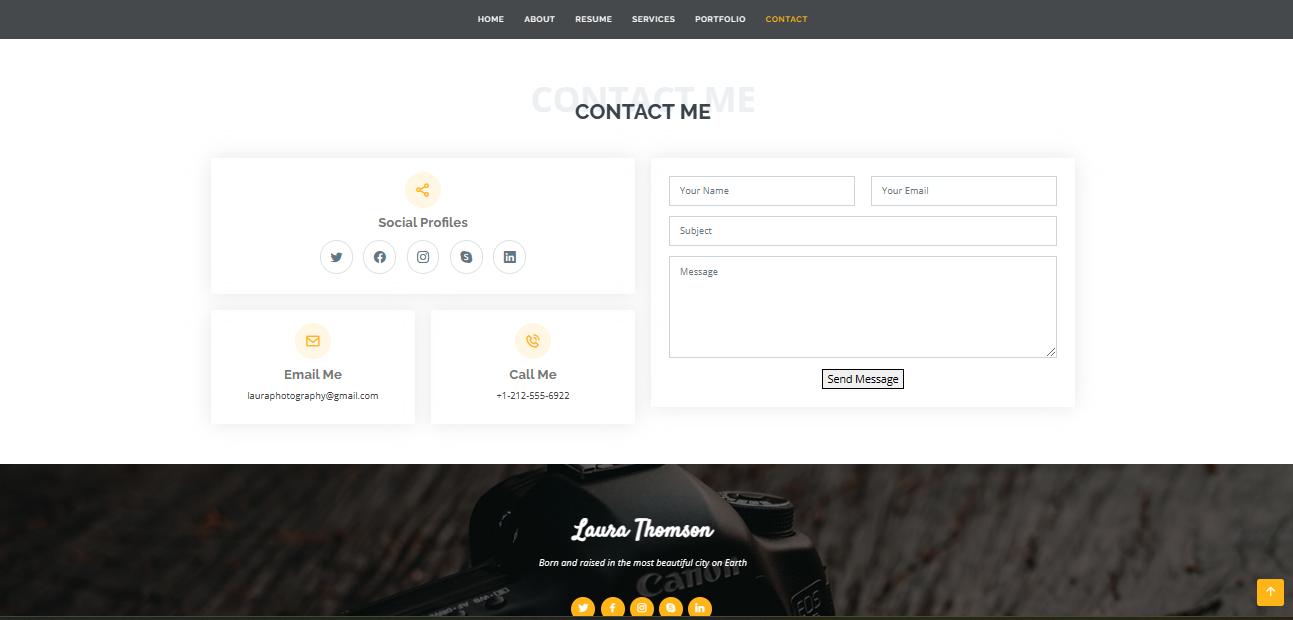 HOME ABOUT RESUME SERVICES PORTFOLIO CONTACT
CONTACT ME
CONTACT ME
Social Profiles
Email Me
lauraphotography@gmail.com
Call Me
+1-212-555-6922
Your Name Your Email
Subject
Message
Send Message
Laura Thomson
Born and raised in the most beautiful city on Earth
Canon
EOS